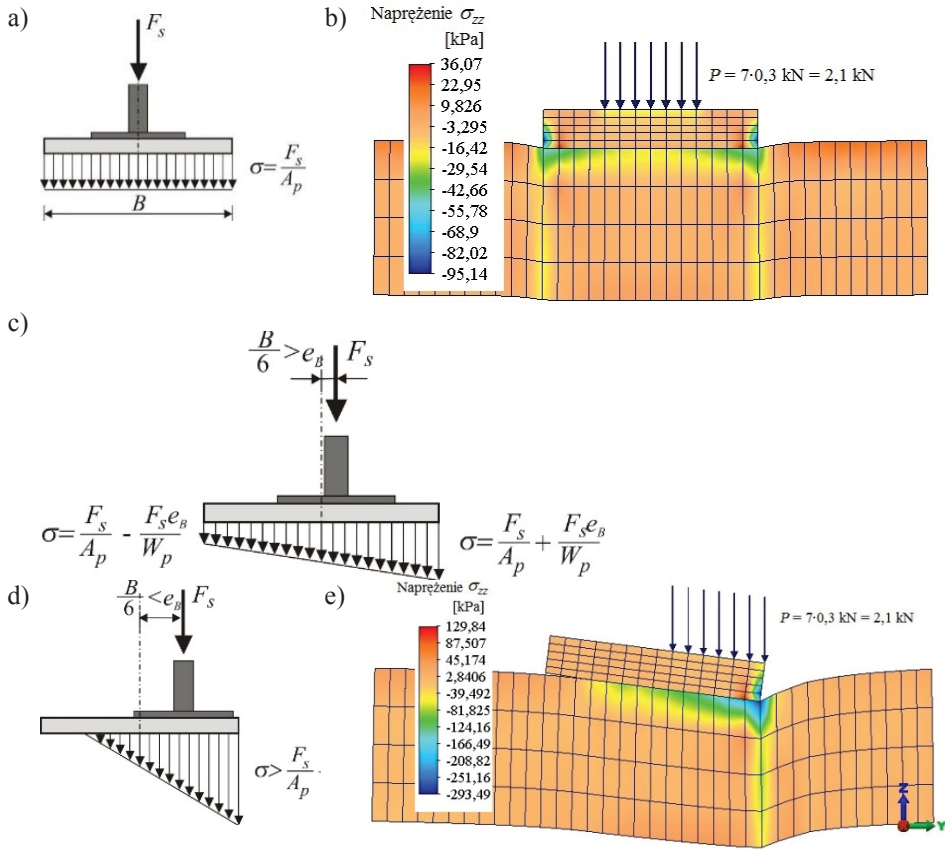 a)
Fs
σ= Fs/Ap
B
b)
Naprężenie σzz
[kPa]
36,07
22,95
9,826
-3,295
-16,42
-29,54
-42,66
-55,78
-68,9
-82,02
-95,14
P = 7·0,3 kN = 2,1 kN
c)
B/6 >eB Fs
σ= Fs/Ap - FseB/Wp
σ= Fs/Ap + FseB/Wp
d)
B/6 <eB Fs
σ> Fs/Ap
e)
Naprężenie σzz
[kPa]
129,84
87,507
45,174
2,8406
-39,492
-81,825
-124,16
-166,49
-208,82
-251,16
-293,49
P = 7·0,3 kN = 2,1 kN
Z
Y